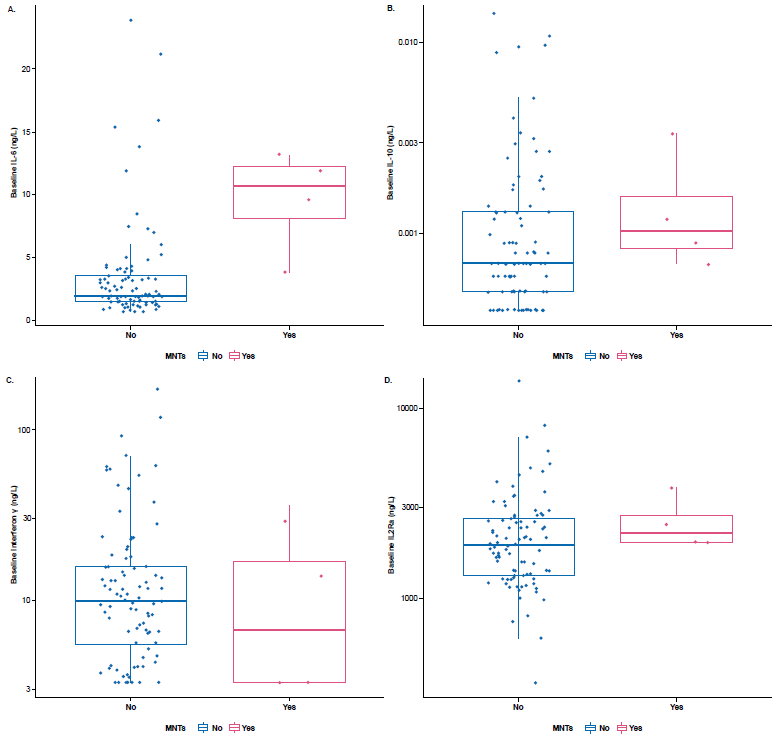 A.
Baseline IL-6 (ng/L)
20
15
10
5
0
No
Yes
MNTs
No
Yes
B.
Baseline IL-10 (ng/L)
0.010
0.003
0.001
No
Yes
MNTs
No
Yes
C.
Baseline Interferon γ (ng/L)
100
30
10
3
No
Yes
MNTs
No
Yes
D.
Baseline IL2Rs (ng/L)
10000
3000
1000
No
Yes
MNTs
No
Yes